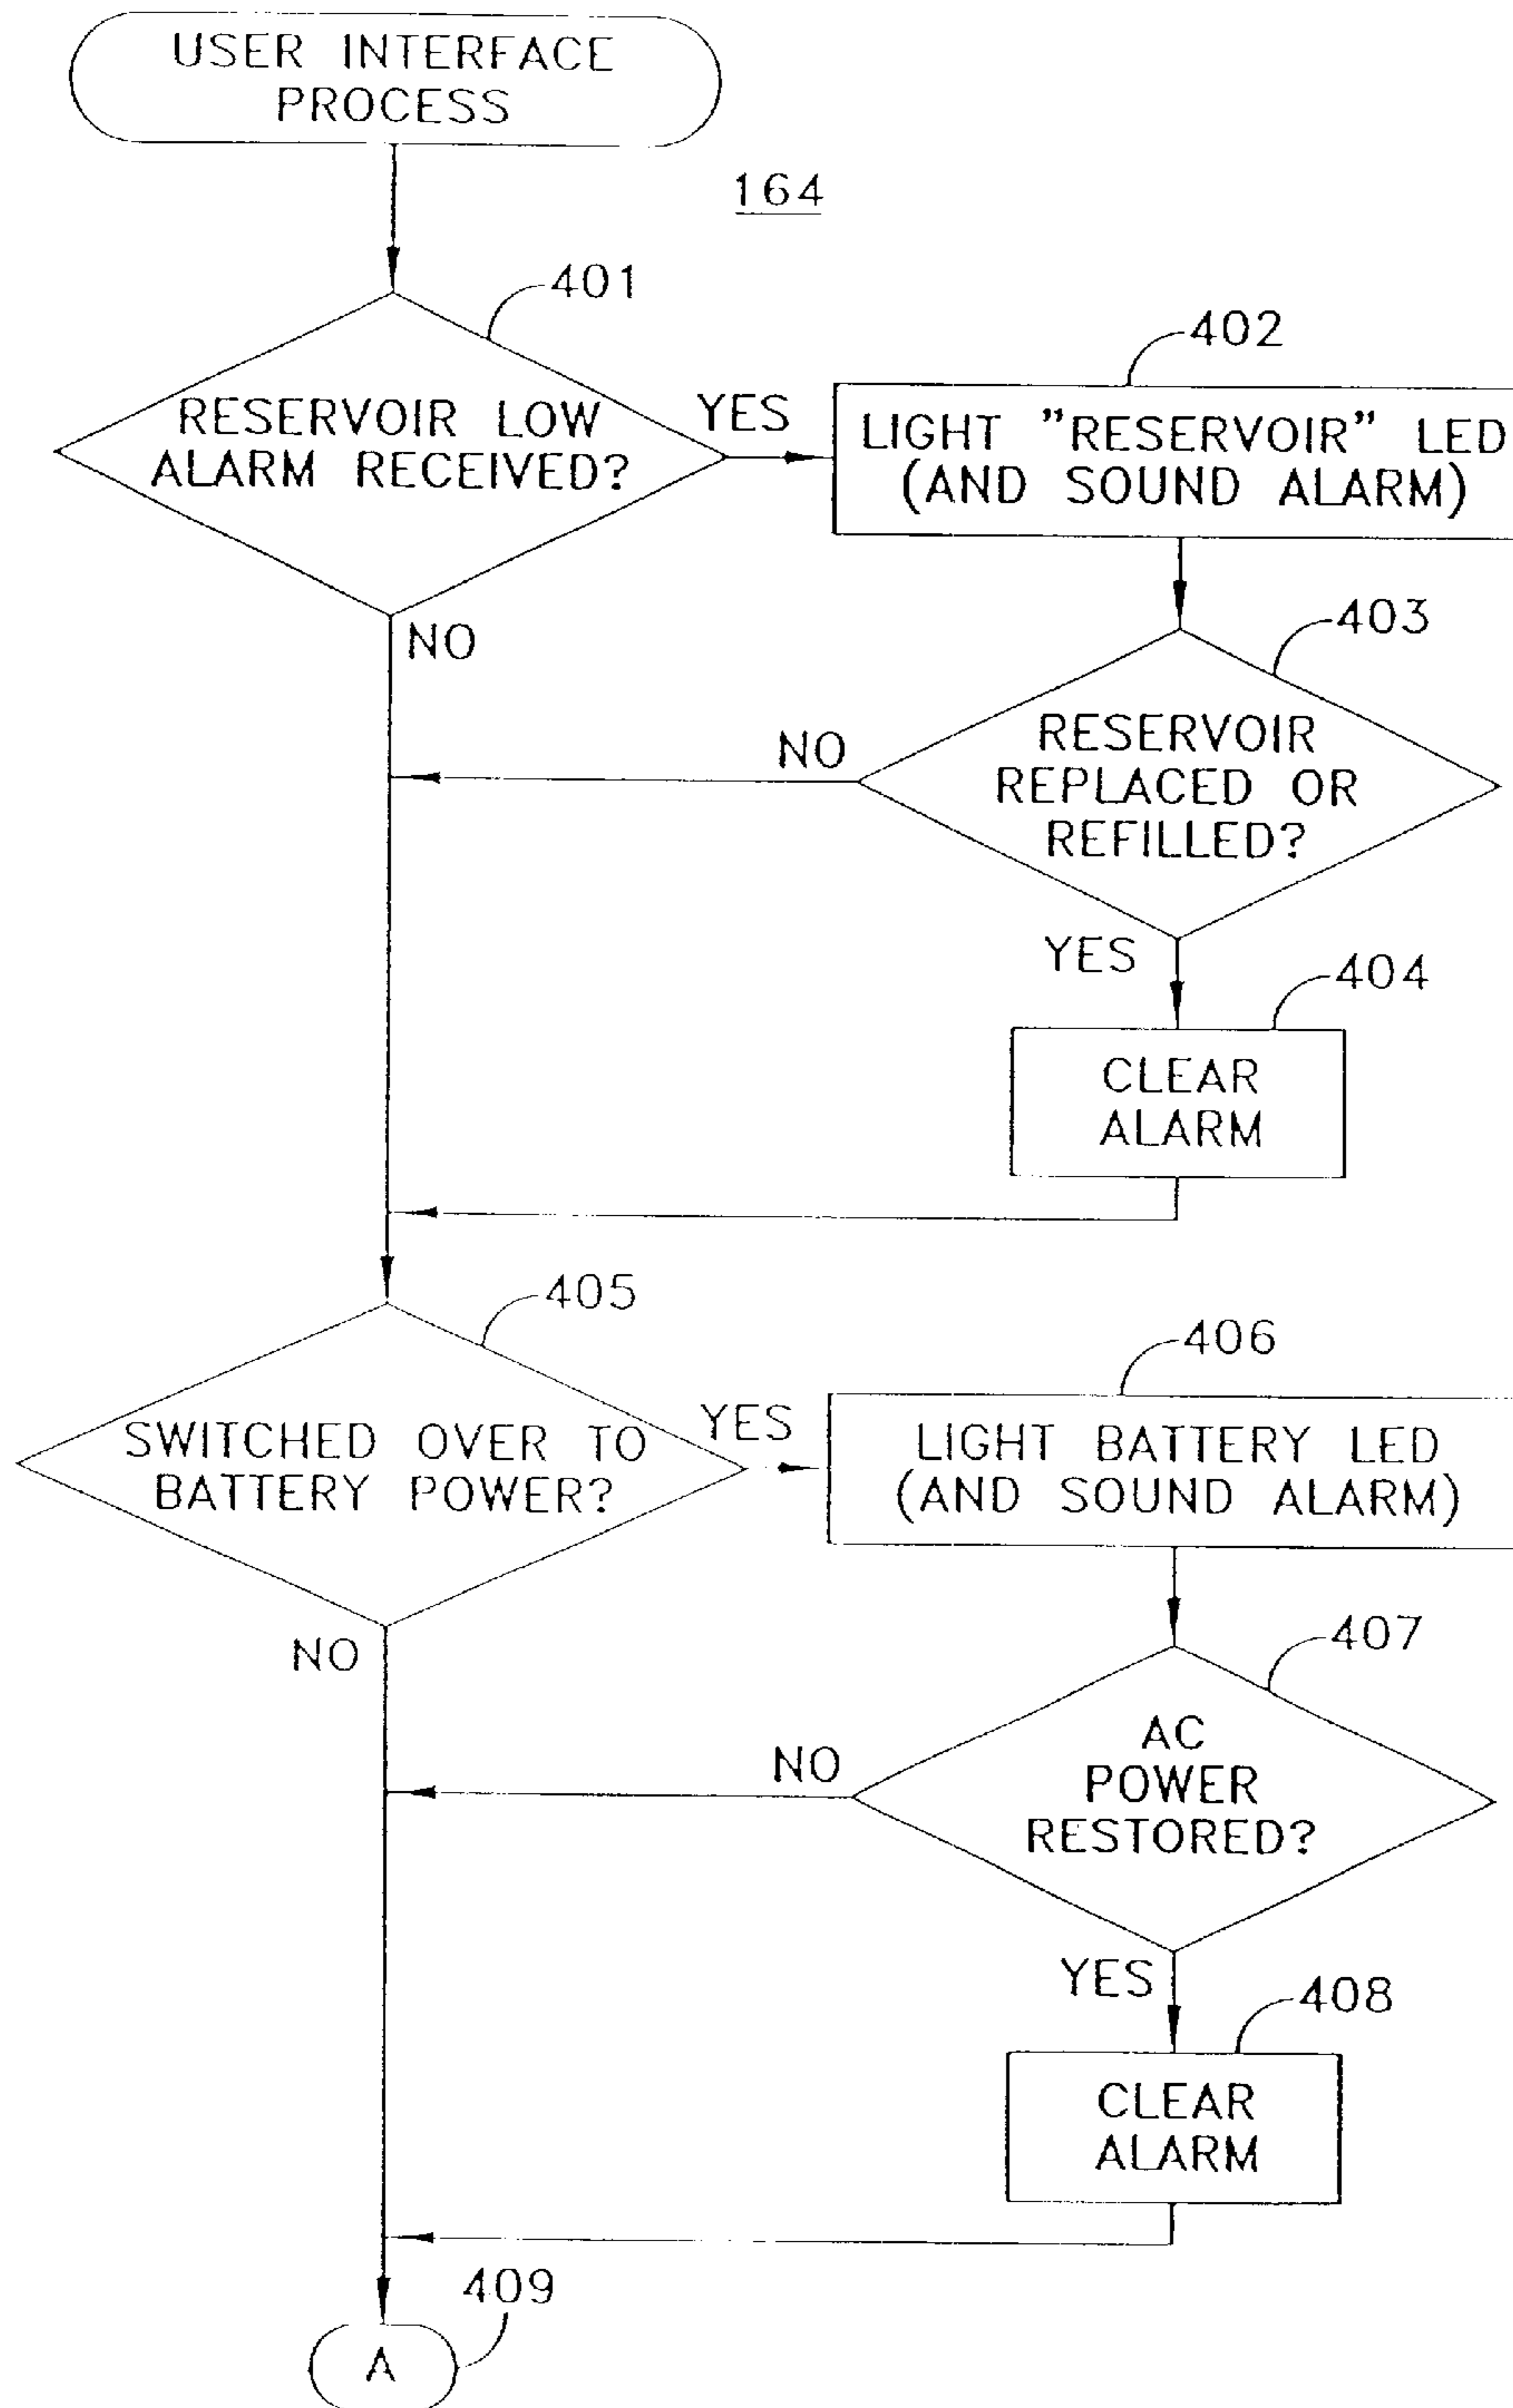 USER INTERFACE
PROCESS
164
401
RESERVOIR LOW
ALARM RECEIVED?
YES
NO
402
LIGHT "RESERVOIR" LED
(AND SOUND ALARM)
403
RESERVOIR
REPLACED OR
REFILLED?
NO
YES
404
CLEAR
ALARM
405
SWITCHED OVER TO
BATTERY POWER?
YES
NO
406
LIGHT BATTERY LED
(AND SOUND ALARM)
407
AC
POWER
RESTORED?
NO
YES
408
CLEAR
ALARM
409
A